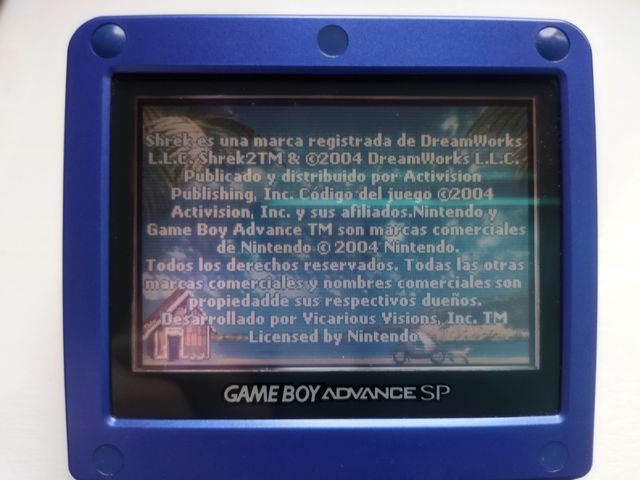 Shrek es una marca registrada de DreamWorks
L.L.C. Shrek2TM & ©2004 DreamWorks L.L.C.
Publicado y distribuido por Activision
Publishing, Inc. Código del juego ©2004
Activision, Inc. y sus afiliados.Nintendo y
Game Boy Advance TM son marcas comerciales
de Nintendo © 2004 Nintendo.
Todos los derechos reservados. Todas las otras
marcas comerciales y nombres comerciales son
propiedadde sus respectivos dueños.
Desarrollado por Vicarious Visions, Inc. TM
Licensed by Nintendo
GAME BOY ADVANCE SP